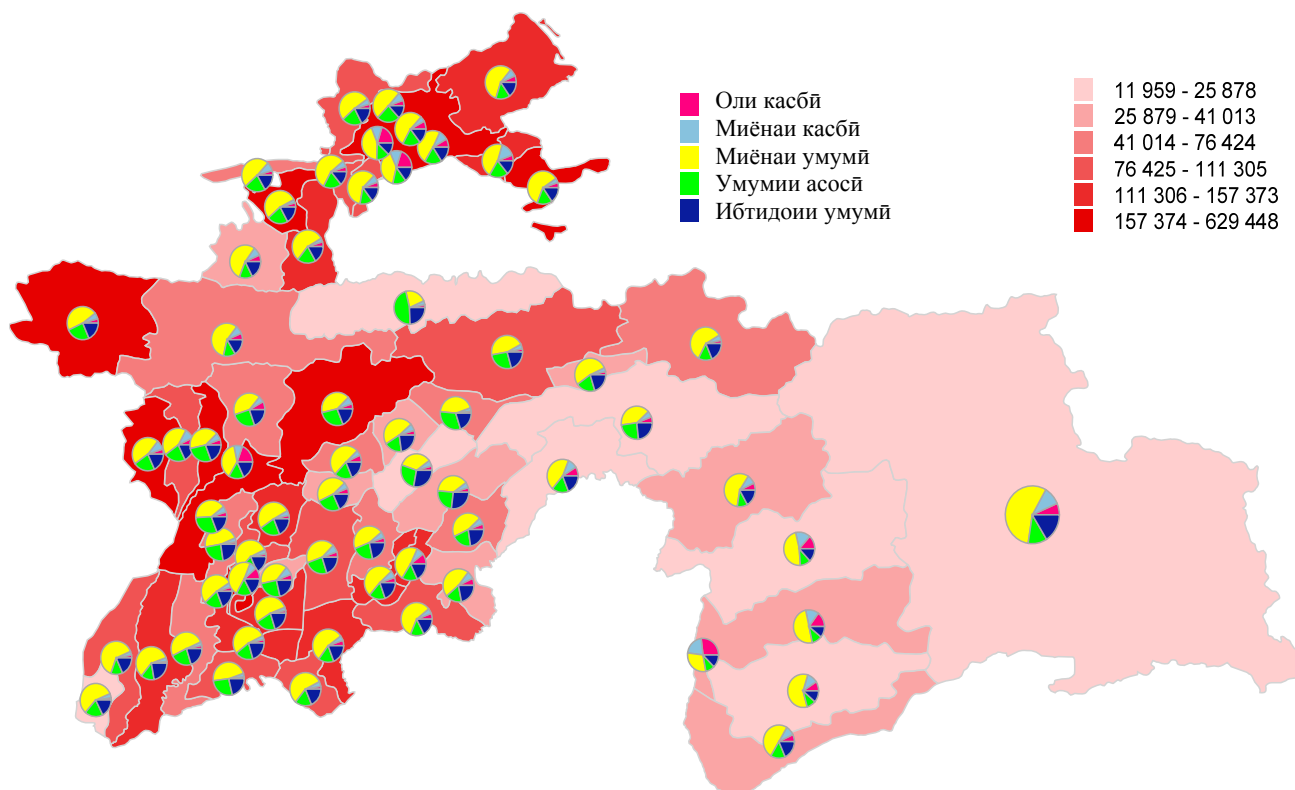 Оли касбӣ
Миёнаи касбӣ
Миёнаи умумӣ
Умумии асосӣ
Ибтидоии умумӣ
11 959 - 25 878
25 879 - 41 013
41 014 - 76 424
76 425 - 111 305
111 306 - 157 373
157 374 - 629 448